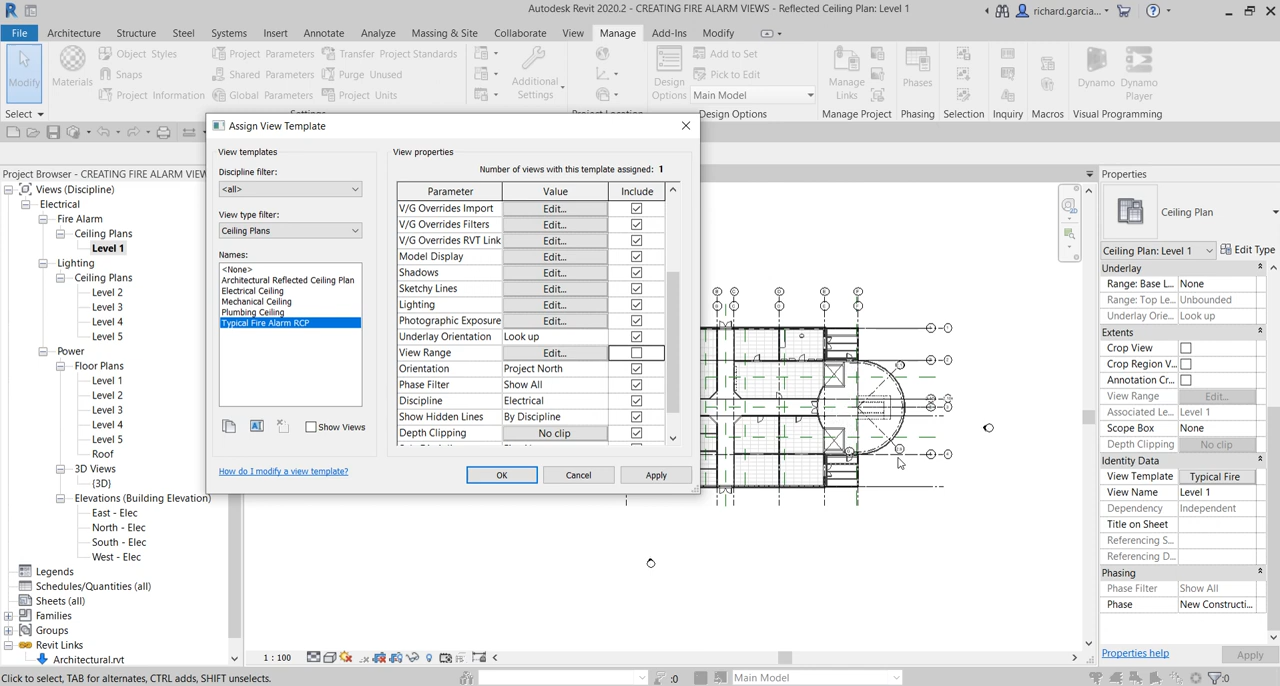 Autodesk Revit 2020.2 - CREATING FIRE ALARM VIEWS - Reflected Ceiling Plan: Level 1
richard.garcia...
File Architecture Structure Steel Systems Insert Annotate Analyze Massing & Site Collaborate View Manage Add-Ins Modify
Modify
Materials
Object Styles
Snaps
Project Information
Project Parameters
Shared Parameters
Global Parameters
Transfer Project Standards
Purge Unused
Project Units
Additional
Settings
Design
Options
Add to Set
Pick to Edit
Main Model
Manage
Links
Phases
Dynamo
Dynamo
Player
Select
Design Options
Manage Project
Phasing
Selection
Inquiry
Macros
Visual Programming
Project Browser - CREATING FIRE ALARM VIEW
Views (Discipline)
Electrical
Fire Alarm
Ceiling Plans
Level 1
Lighting
Ceiling Plans
Level 2
Level 3
Level 4
Level 5
Power
Floor Plans
Level 1
Level 2
Level 3
Level 4
Level 5
Roof
3D Views
{3D}
Elevations (Building Elevation)
East - Elec
North - Elec
South - Elec
West - Elec
Legends
Schedules/Quantities (all)
Sheets (all)
Families
Groups
Revit Links
Architectural.rvt
Assign View Template
View templates
Discipline filter:
<all>
View type filter:
Ceiling Plans
Names:
<None>
Architectural Reflected Ceiling Plan
Electrical Ceiling
Mechanical Ceiling
Plumbing Ceiling
Typical Fire Alarm RCP
Show Views
How do I modify a view template?
View properties
Number of views with this template assigned: 1
Parameter Value Include
V/G Overrides Import Edit...
V/G Overrides Filters Edit...
V/G Overrides RVT Link Edit...
Model Display Edit...
Shadows Edit...
Sketchy Lines Edit...
Lighting Edit...
Photographic Exposure Edit...
Underlay Orientation Look up
View Range Edit...
Orientation Project North
Phase Filter Show All
Discipline Electrical
Show Hidden Lines By Discipline
Depth Clipping No clip
OK Cancel Apply
Properties
Ceiling Plan
Ceiling Plan: Level 1 Edit Type
Underlay
Range: Base L... None
Range: Top Le... Unbounded
Underlay Orie... Look up
Extents
Crop View
Crop Region V...
Annotation Cr...
View Range Edit...
Associated Le... Level 1
Scope Box None
Depth Clipping No clip
Identity Data
View Template Typical Fire
View Name Level 1
Dependency Independent
Title on Sheet
Referencing S...
Referencing D...
Phasing
Phase Filter Show All
Phase New Constructi...
Properties help Apply
1 : 100
Click to select, TAB for alternates, CTRL adds, SHIFT unselects.
:0
Main Model
:0